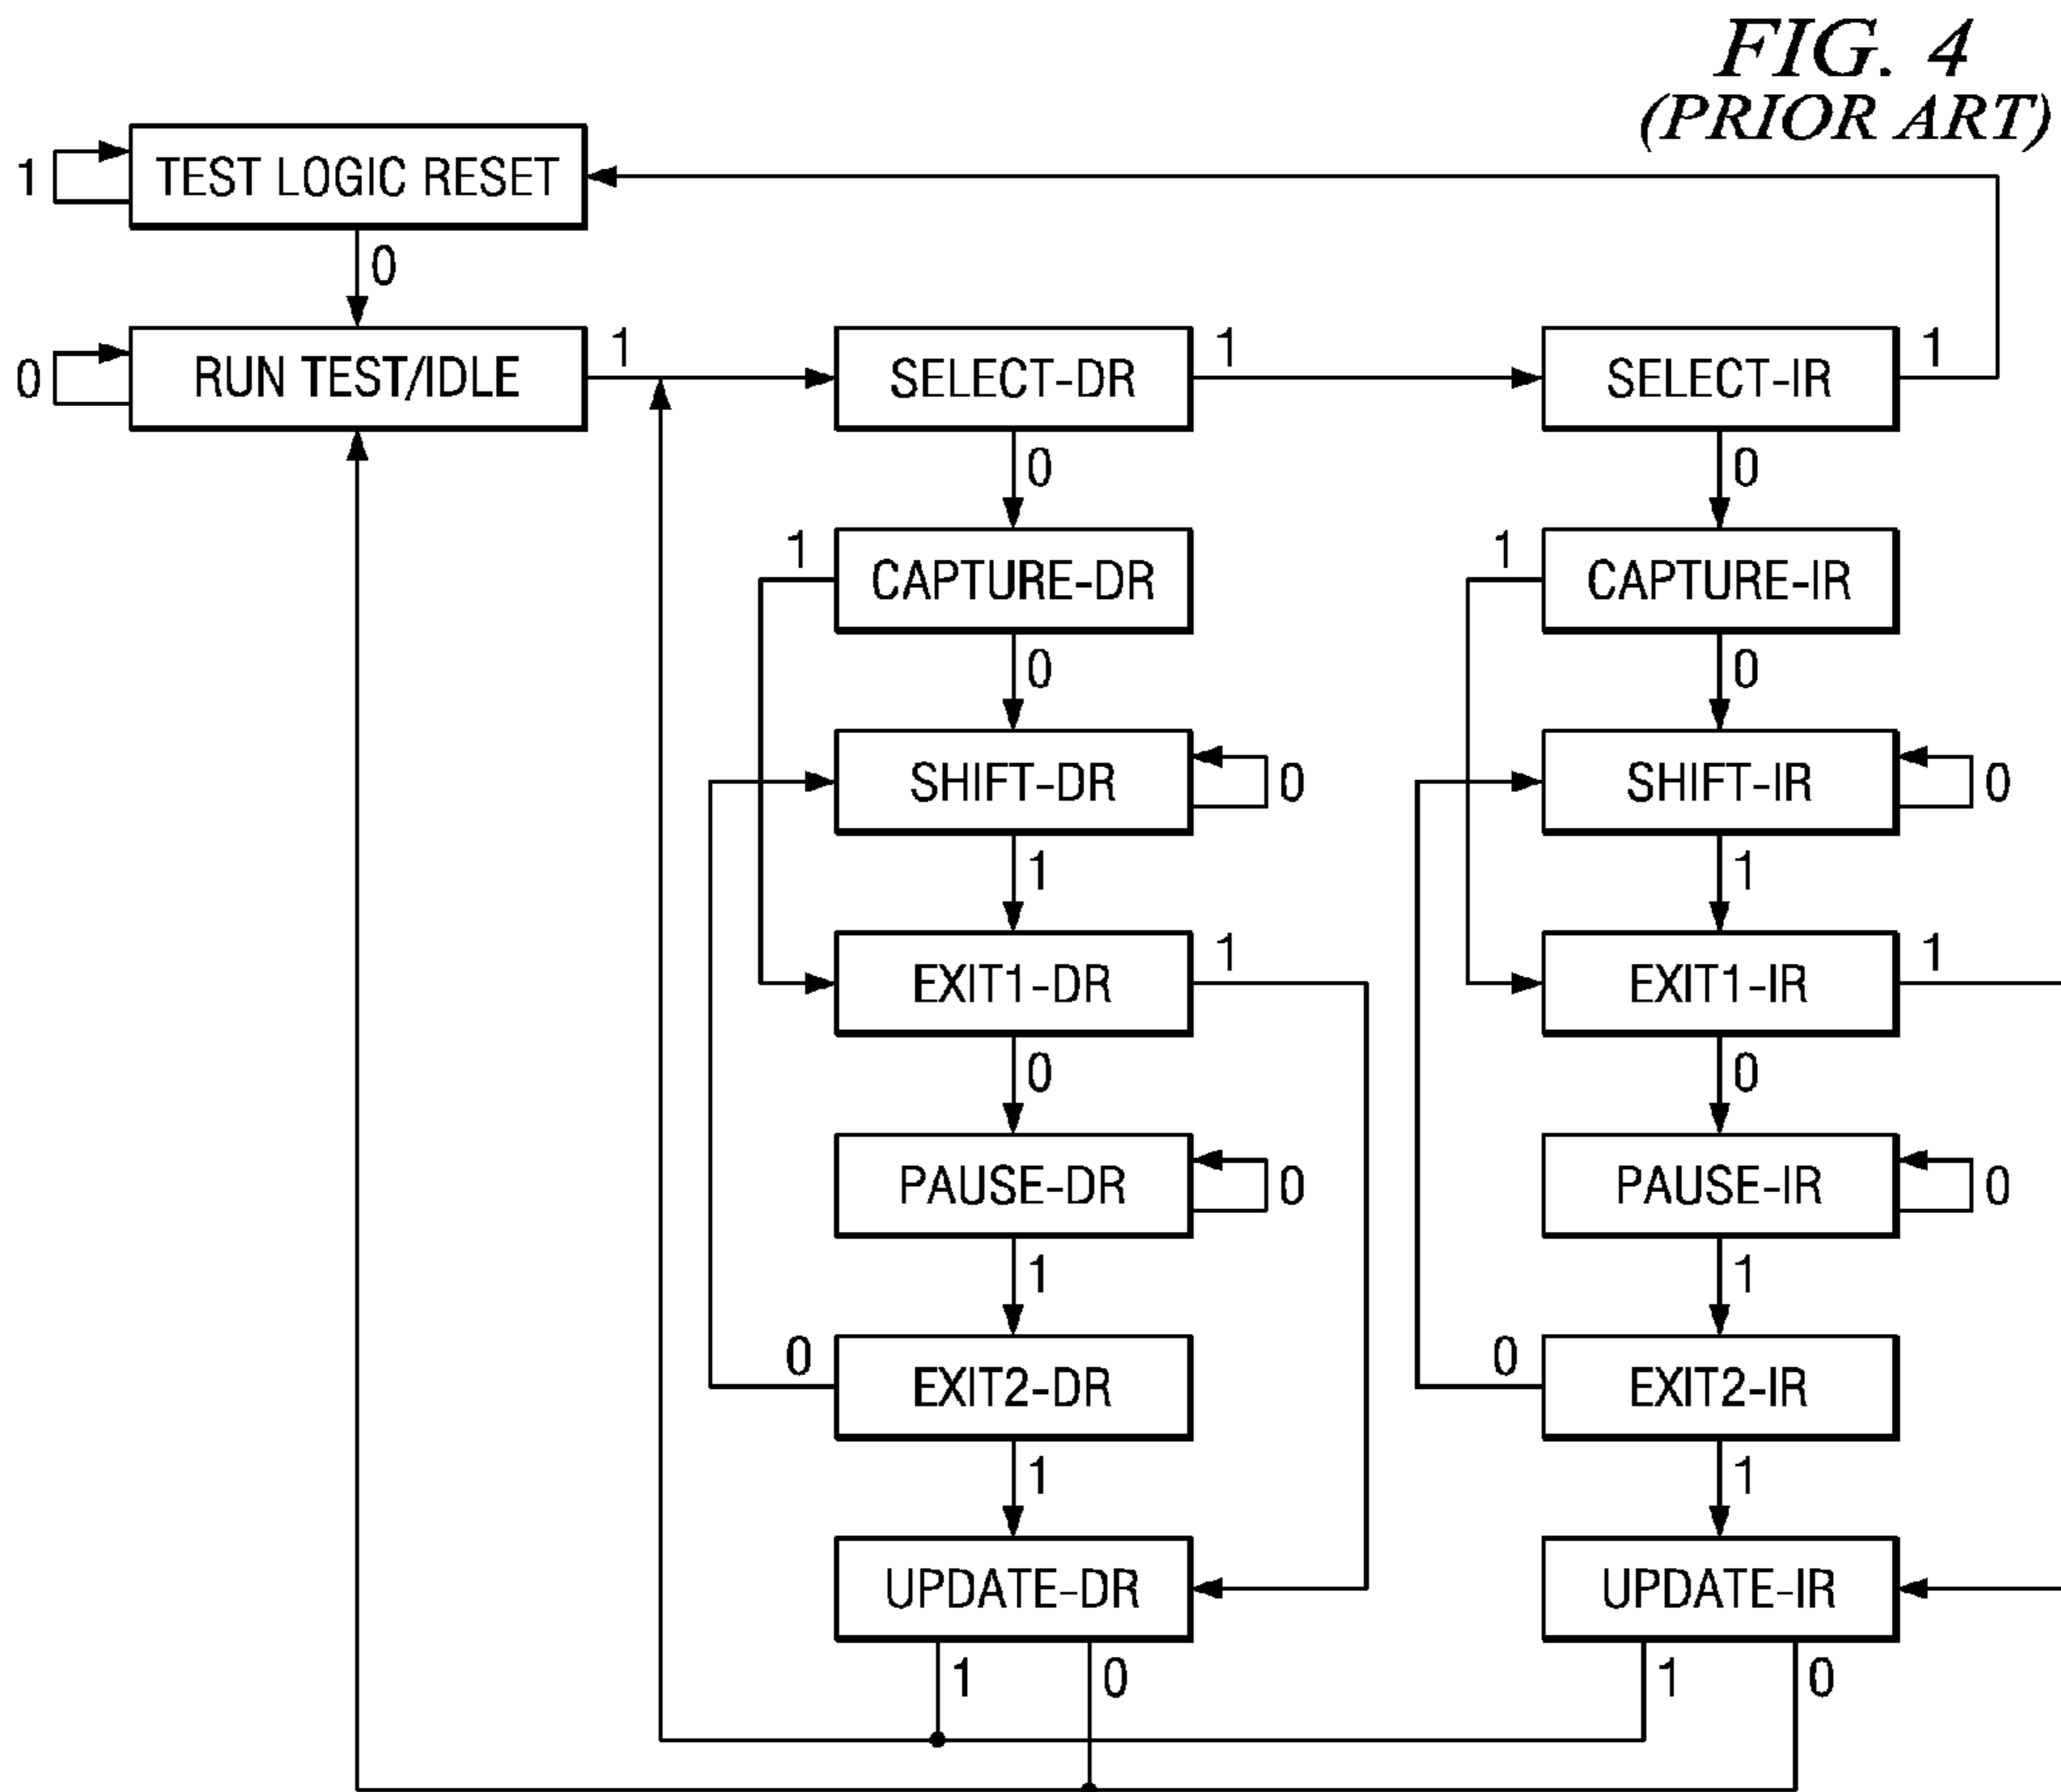 FIG. 4
(PRIOR ART)
1
TEST LOGIC RESET
0
0
RUN TEST/IDLE
1
SELECT-DR
1
SELECT-IR
1
0
0
1
CAPTURE-DR
1
CAPTURE-IR
0
0
SHIFT-DR
0
SHIFT-IR
0
1
1
EXIT1-DR
1
EXIT1-IR
1
0
0
PAUSE-DR
0
PAUSE-IR
0
1
1
0
EXIT2-DR
0
EXIT2-IR
1
1
UPDATE-DR
UPDATE-IR
1
0
1
0